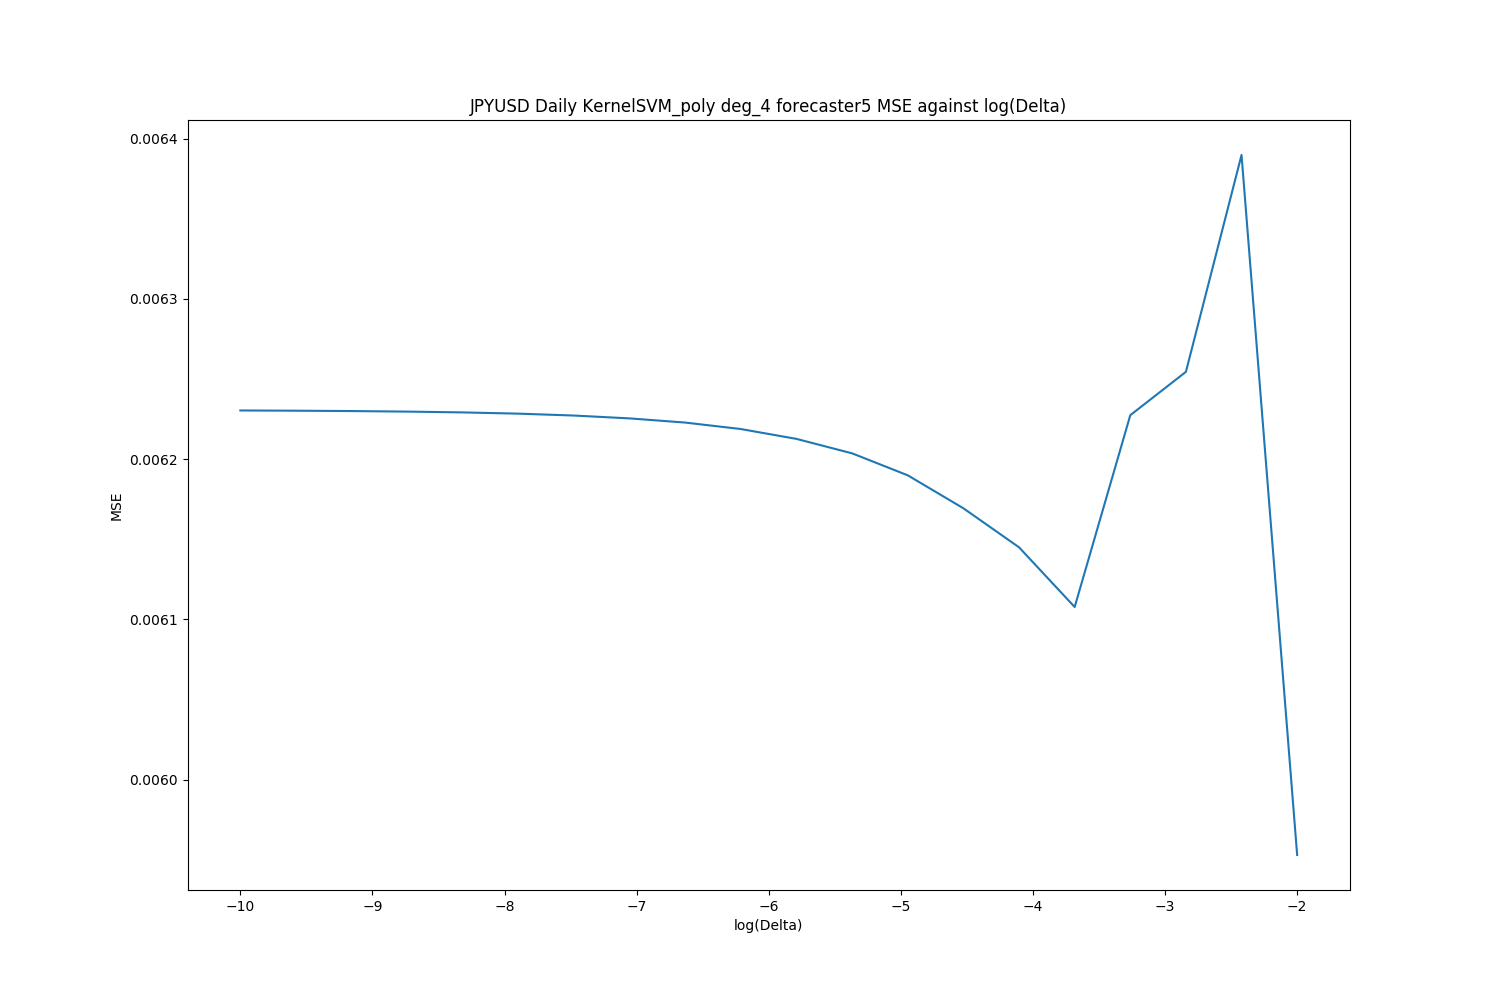 JPYUSD Daily KernelSVM_poly deg_4 forecaster5 MSE against log(Delta)
0.0064
0.0063
0.0062
0.0061
0.0060
MSE
−10 −9 −8 −7 −6 −5 −4 −3 −2
log(Delta)